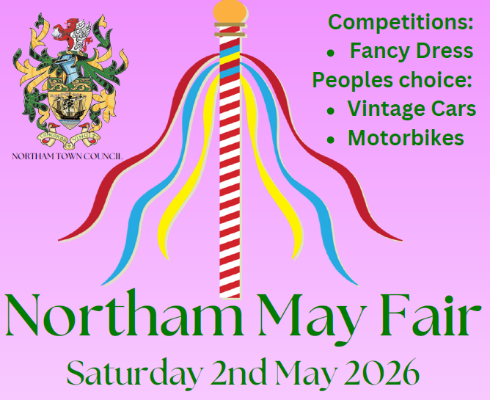 Competitions:
• Fancy Dress
Peoples choice:
• Vintage Cars
• Motorbikes
NORTHAM TOWN COUNCIL
Northam May Fair
Saturday 2nd May 2026